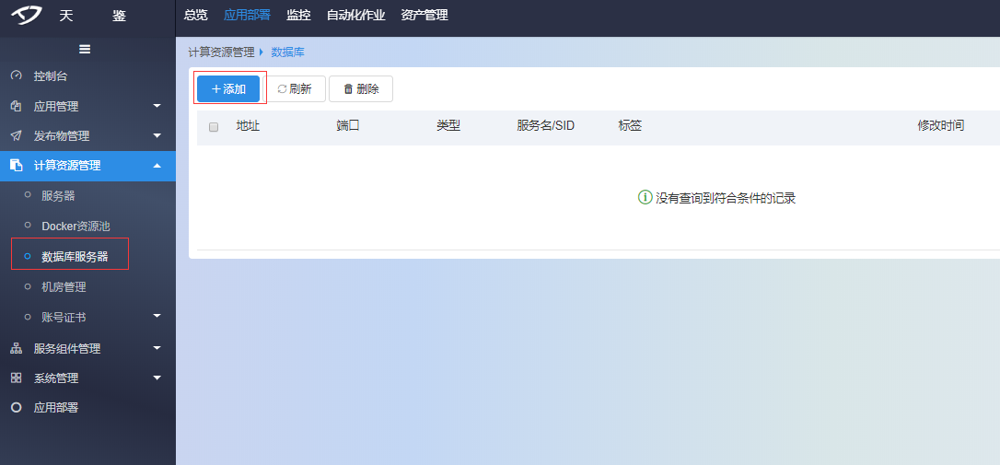 天 鉴
总览 应用部署 监控 自动化作业 资产管理
控制台
应用管理
发布物管理
计算资源管理
服务器
Docker资源池
数据库服务器
机房管理
账号证书
服务组件管理
系统管理
应用部署
计算资源管理 数据库
添加 刷新 删除
地址 端口 类型 服务名/SID 标签 修改时间
没有查询到符合条件的记录